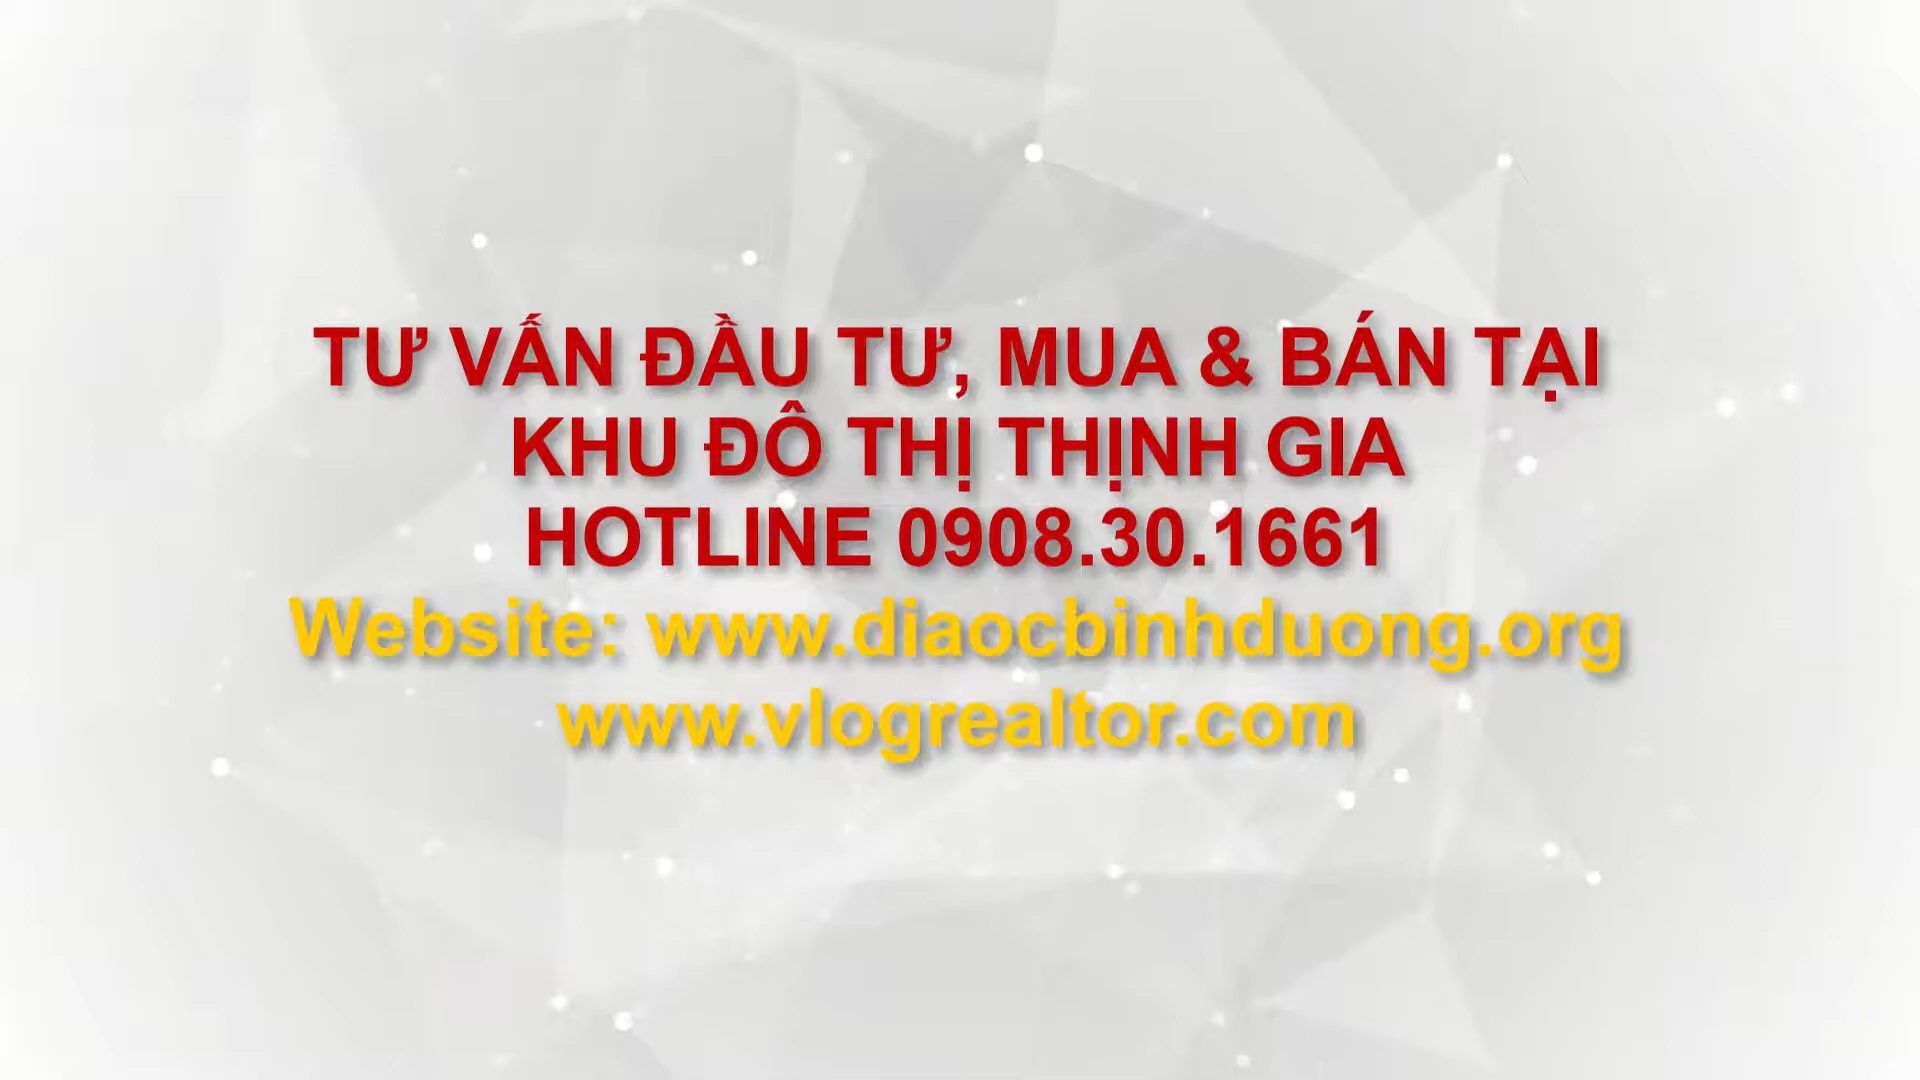 TƯ VẤN ĐẦU TƯ, MUA & BÁN TẠI
KHU ĐÔ THỊ THỊNH GIA
HOTLINE 0908.30.1661
Website: www.diaocbinhduong.org
www.vlogrealtor.com